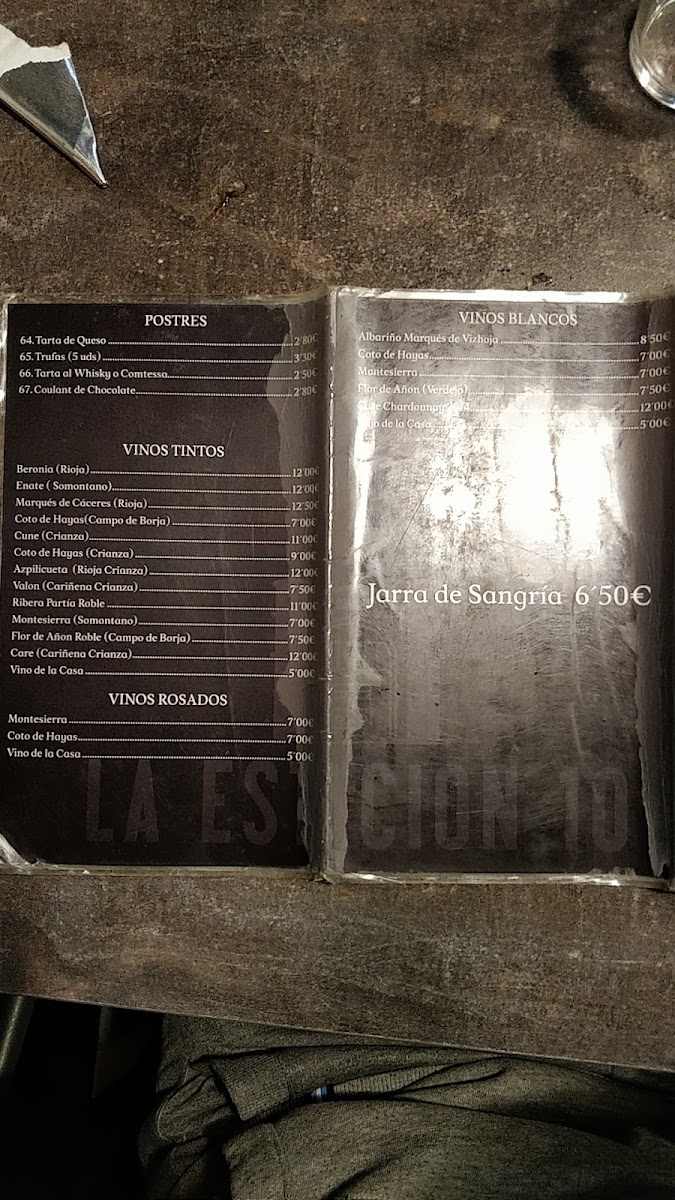 POSTRES
64. Tarta de Queso 2´80€
65. Trufas (5 uds) 3´30€
66. Tarta al Whisky o Comtessa 2´50€
67. Coulant de Chocolate 2´80€
VINOS TINTOS
Beronia (Rioja) 12´00€
Enate ( Somontano) 12´00€
Marqués de Cáceres (Rioja) 12´50€
Coto de Hayas(Campo de Borja) 7´00€
Cune (Crianza) 11´00€
Coto de Hayas (Crianza) 9´00€
Azpilicueta (Rioja Crianza) 12´00€
Valon (Cariñena Crianza) 7´50€
Ribera Partía Roble 11´00€
Montesierra (Somontano) 7´00€
Flor de Añon Roble (Campo de Borja) 7´50€
Care (Cariñena Crianza) 12´00€
Vino de la Casa 5´00€
VINOS ROSADOS
Montesierra 7´00€
Coto de Hayas 7´00€
Vino de la Casa 5´00€
VINOS BLANCOS
Albariño Marqués de Vizhoja 8´50€
Coto de Hayas 7´00€
Montesierra 7´00€
Flor de Añon (Verdejo) 7´50€
Chardonnay 12´00€
Vino de la Casa 5´00€
Jarra de Sangría 6´50€
LA ESTACION 10